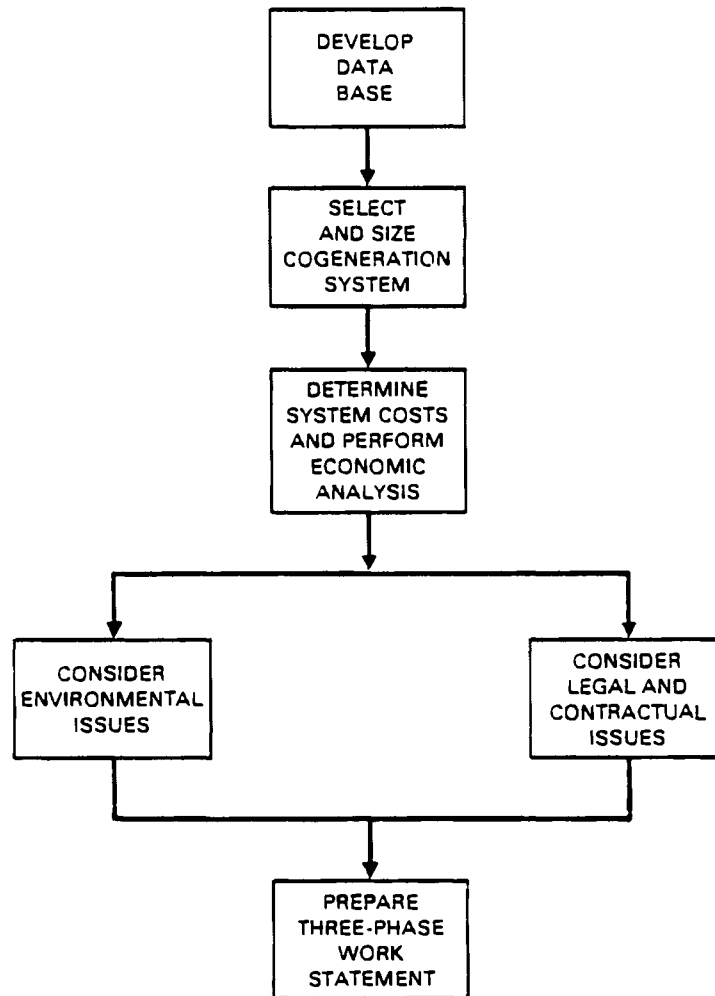 DEVELOP
DATA
BASE
SELECT
AND SIZE
COGENERATION
SYSTEM
DETERMINE
SYSTEM COSTS
AND PERFORM
ECONOMIC
ANALYSIS
CONSIDER
ENVIRONMENTAL
ISSUES
CONSIDER
LEGAL AND
CONTRACTUAL
ISSUES
PREPARE
THREE-PHASE
WORK
STATEMENT